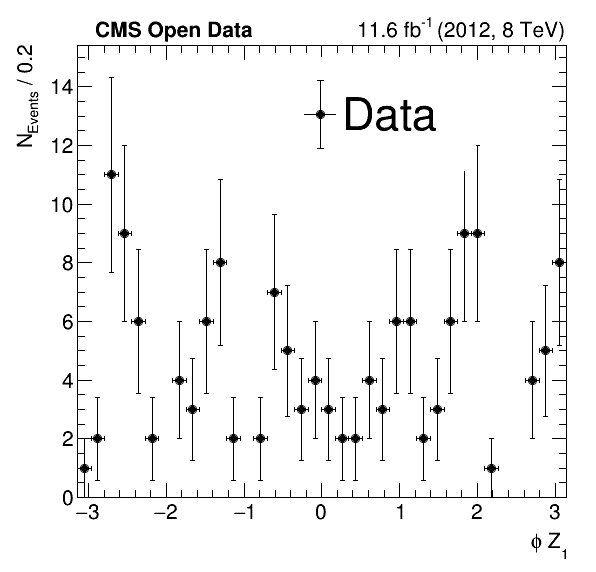 CMS Open Data 11.6 fb⁻¹ (2012, 8 TeV)
N_Events / 0.2
Data
14
12
10
8
6
4
2
0
−3 −2 −1 0 1 2 3
ϕ Z₁